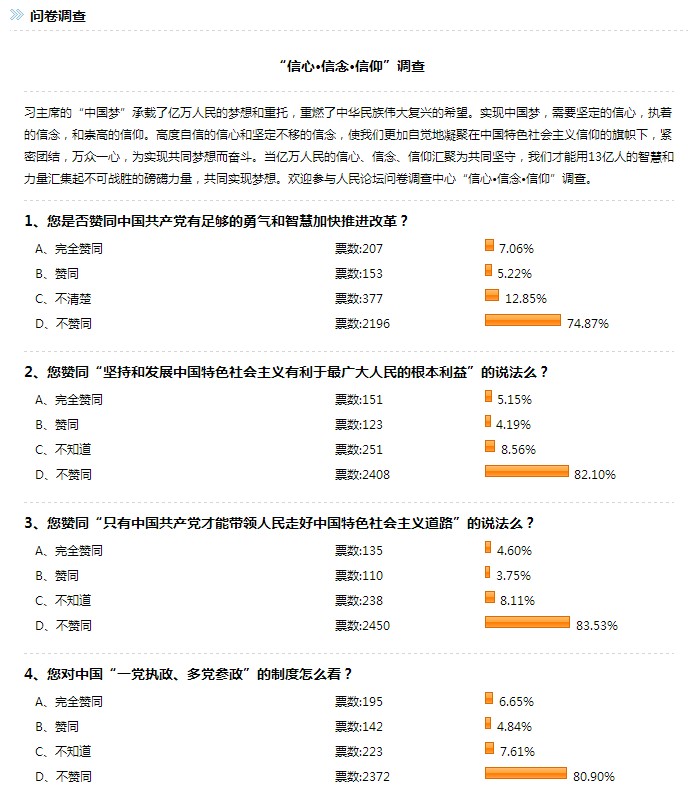 问卷调查
“信心•信念•信仰”调查
习主席的“中国梦”承载了亿万人民的梦想和重托，重燃了中华民族伟大复兴的希望。实现中国梦，需要坚定的信心，执着
的信念，和崇高的信仰。高度自信的信心和坚定不移的信念，使我们更加自觉地凝聚在中国特色社会主义信仰的旗帜下，紧
密团结，万众一心，为实现共同梦想而奋斗。当亿万人民的信心、信念、信仰汇聚为共同坚守，我们才能用13亿人的智慧和
力量汇集起不可战胜的磅礴力量，共同实现梦想。欢迎参与人民论坛问卷调查中心“信心•信念•信仰”调查。
1、您是否赞同中国共产党有足够的勇气和智慧加快推进改革？
A、完全赞同 票数:207 7.06%
B、赞同 票数:153 5.22%
C、不清楚 票数:377 12.85%
D、不赞同 票数:2196 74.87%
2、您赞同“坚持和发展中国特色社会主义有利于最广大人民的根本利益”的说法么？
A、完全赞同 票数:151 5.15%
B、赞同 票数:123 4.19%
C、不知道 票数:251 8.56%
D、不赞同 票数:2408 82.10%
3、您赞同“只有中国共产党才能带领人民走好中国特色社会主义道路”的说法么？
A、完全赞同 票数:135 4.60%
B、赞同 票数:110 3.75%
C、不知道 票数:238 8.11%
D、不赞同 票数:2450 83.53%
4、您对中国“一党执政、多党参政”的制度怎么看？
A、完全赞同 票数:195 6.65%
B、赞同 票数:142 4.84%
C、不知道 票数:223 7.61%
D、不赞同 票数:2372 80.90%